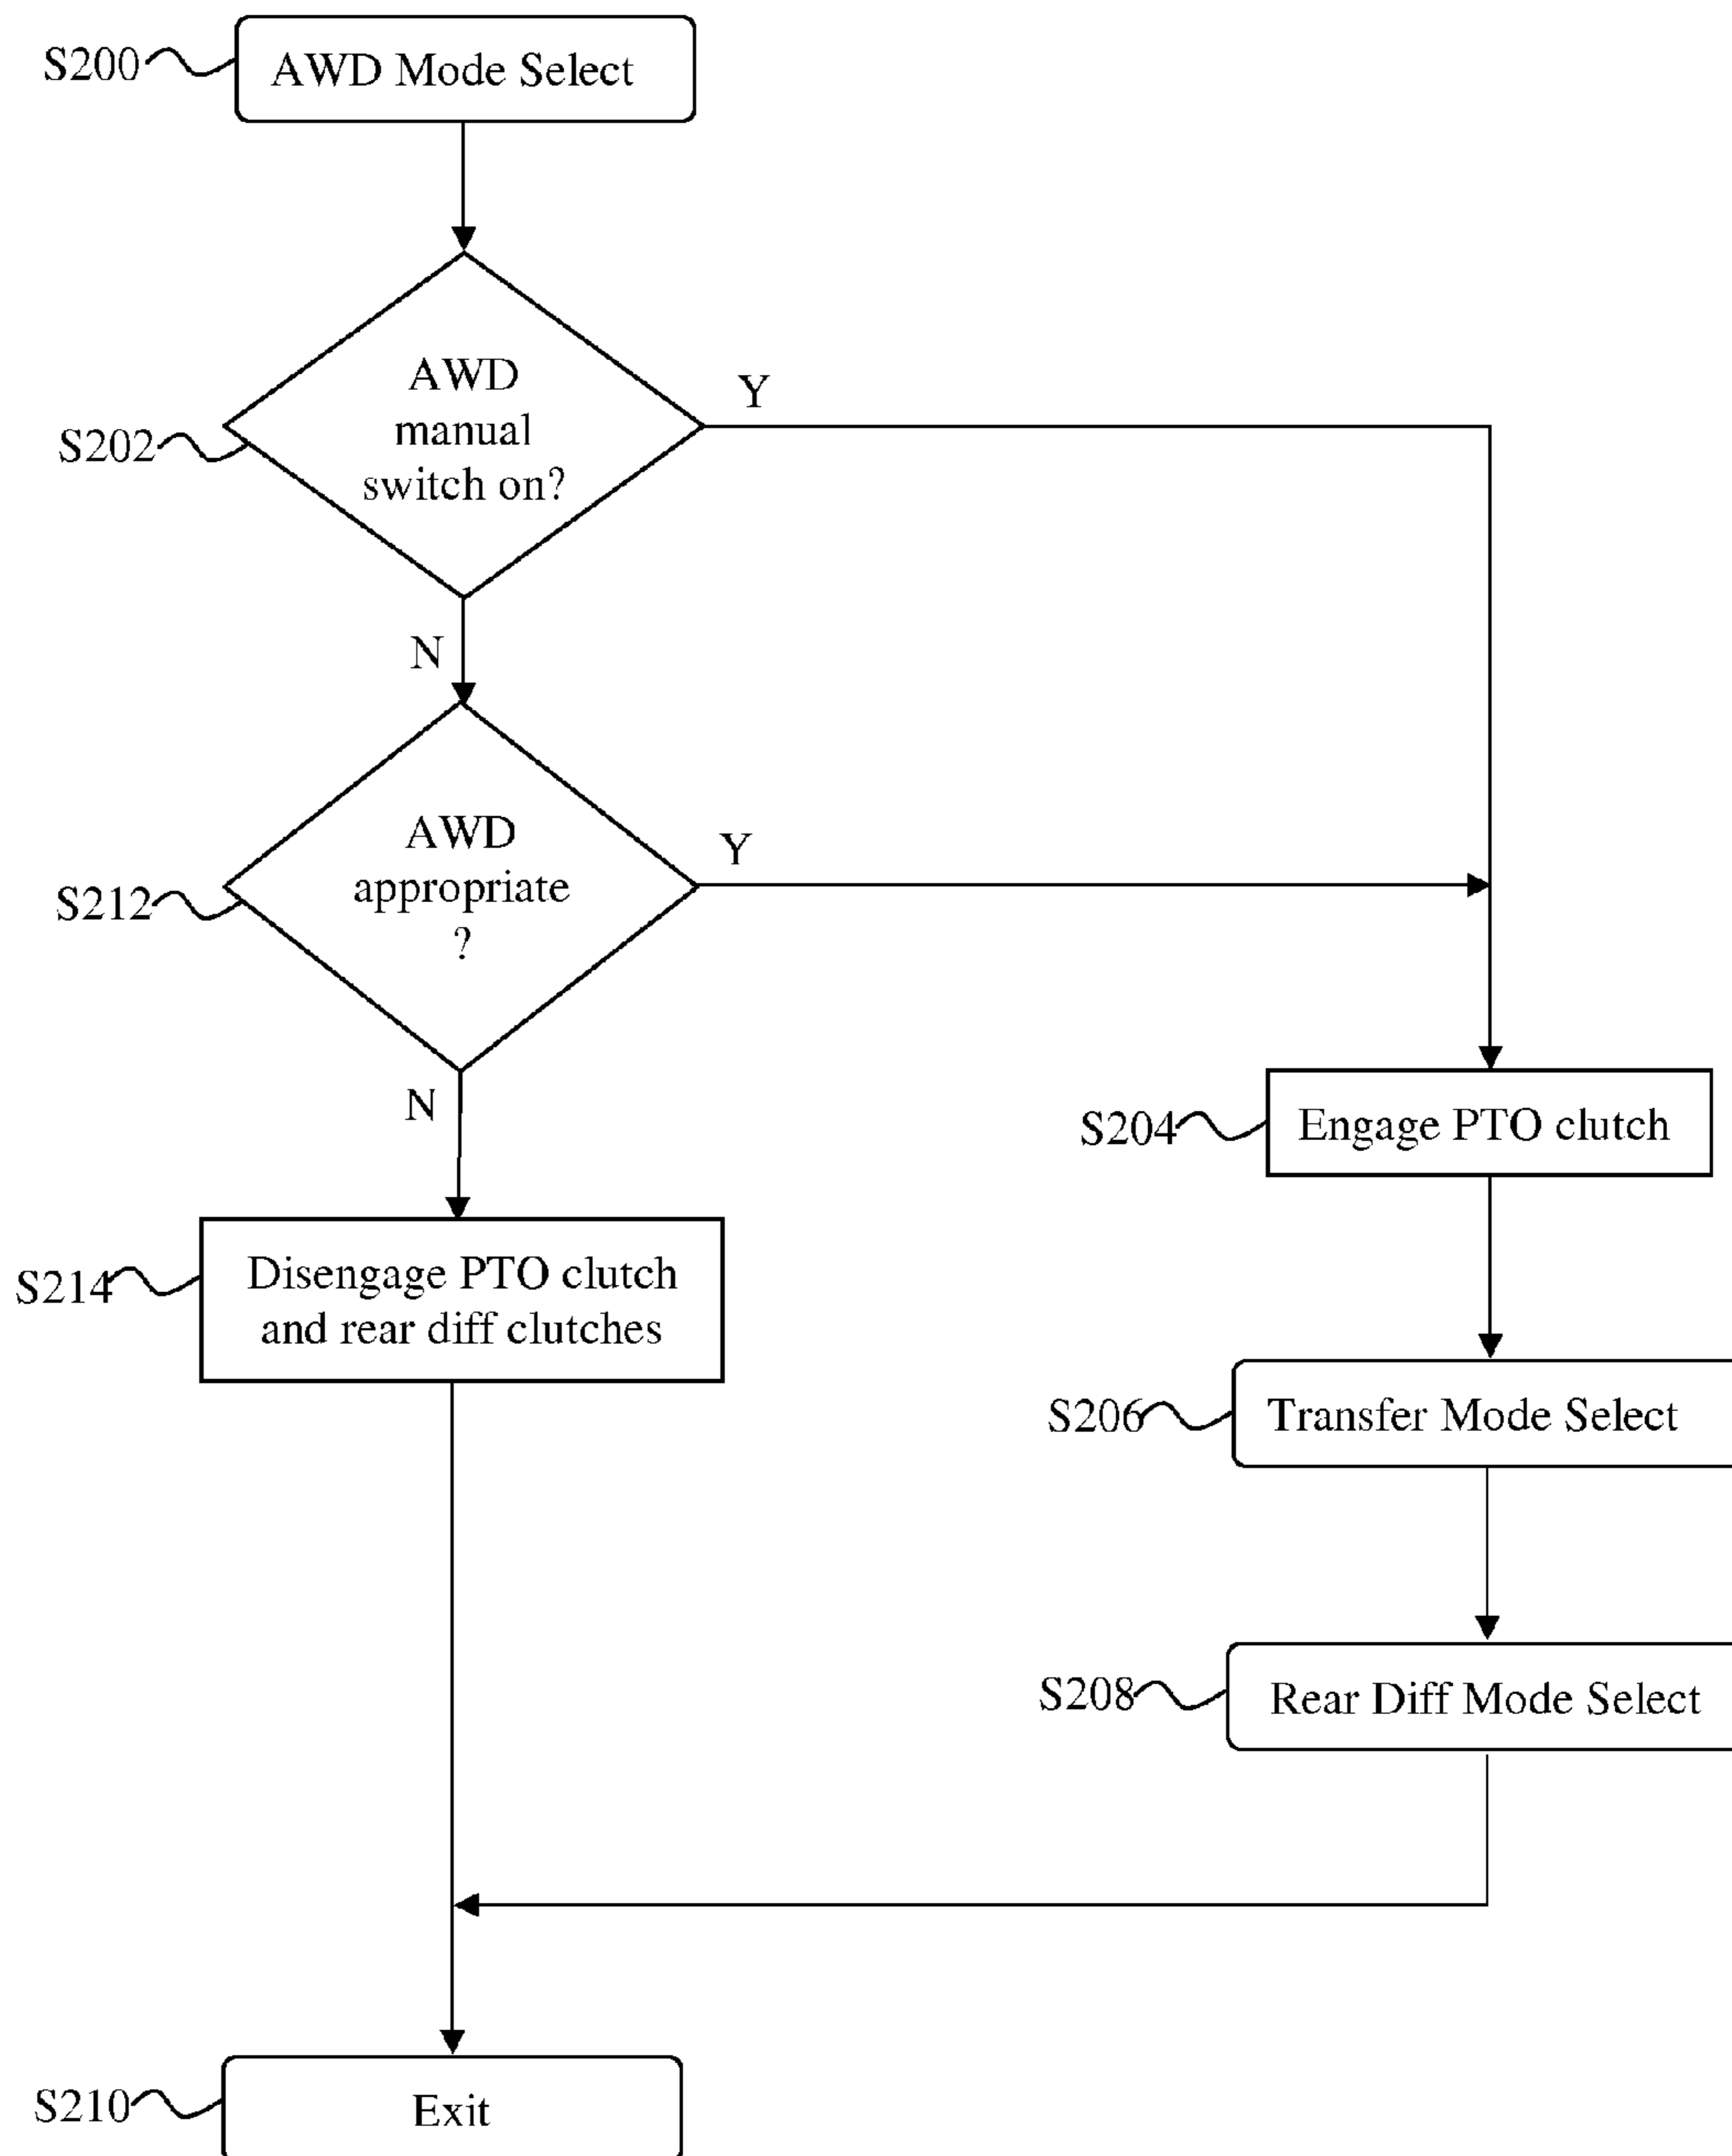 S200
AWD Mode Select
AWD
manual
switch on?
S202
Y
N
AWD
appropriate
?
S212
Y
N
S204
Engage PTO clutch
S214
Disengage PTO clutch
and rear diff clutches
S206
Transfer Mode Select
S208
Rear Diff Mode Select
S210
Exit